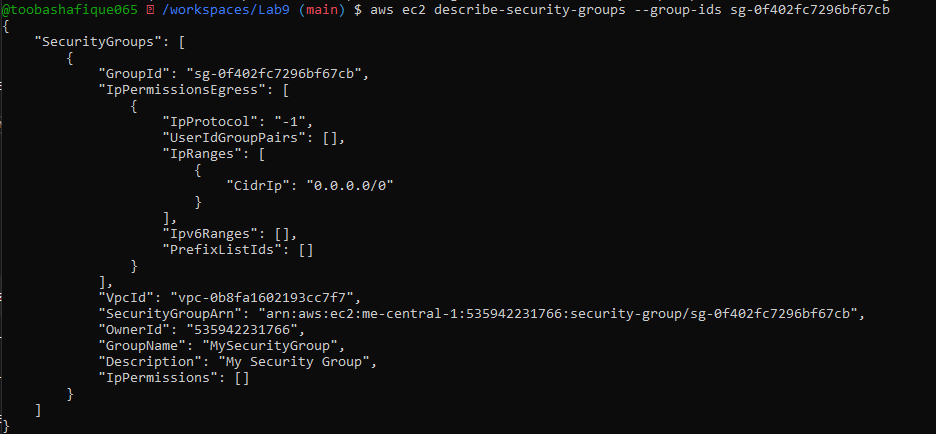 @toobashafique065 /workspaces/Lab9 (main) $ aws ec2 describe-security-groups --group-ids sg-0f402fc7296bf67cb
{
    "SecurityGroups": [
        {
            "GroupId": "sg-0f402fc7296bf67cb",
            "IpPermissionsEgress": [
                {
                    "IpProtocol": "-1",
                    "UserIdGroupPairs": [],
                    "IpRanges": [
                        {
                            "CidrIp": "0.0.0.0/0"
                        }
                    ],
                    "Ipv6Ranges": [],
                    "PrefixListIds": []
                }
            ],
            "VpcId": "vpc-0b8fa1602193cc7f7",
            "SecurityGroupArn": "arn:aws:ec2:me-central-1:535942231766:security-group/sg-0f402fc7296bf67cb",
            "OwnerId": "535942231766",
            "GroupName": "MySecurityGroup",
            "Description": "My Security Group",
            "IpPermissions": []
        }
    ]
}